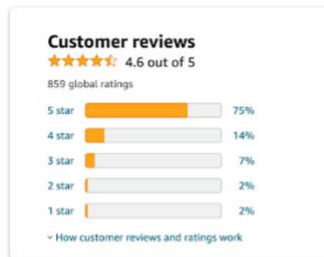 Customer reviews
4.6 out of 5
859 global ratings
5 star 75%
4 star 14%
3 star 7%
2 star 2%
1 star 2%
How customer reviews and ratings work